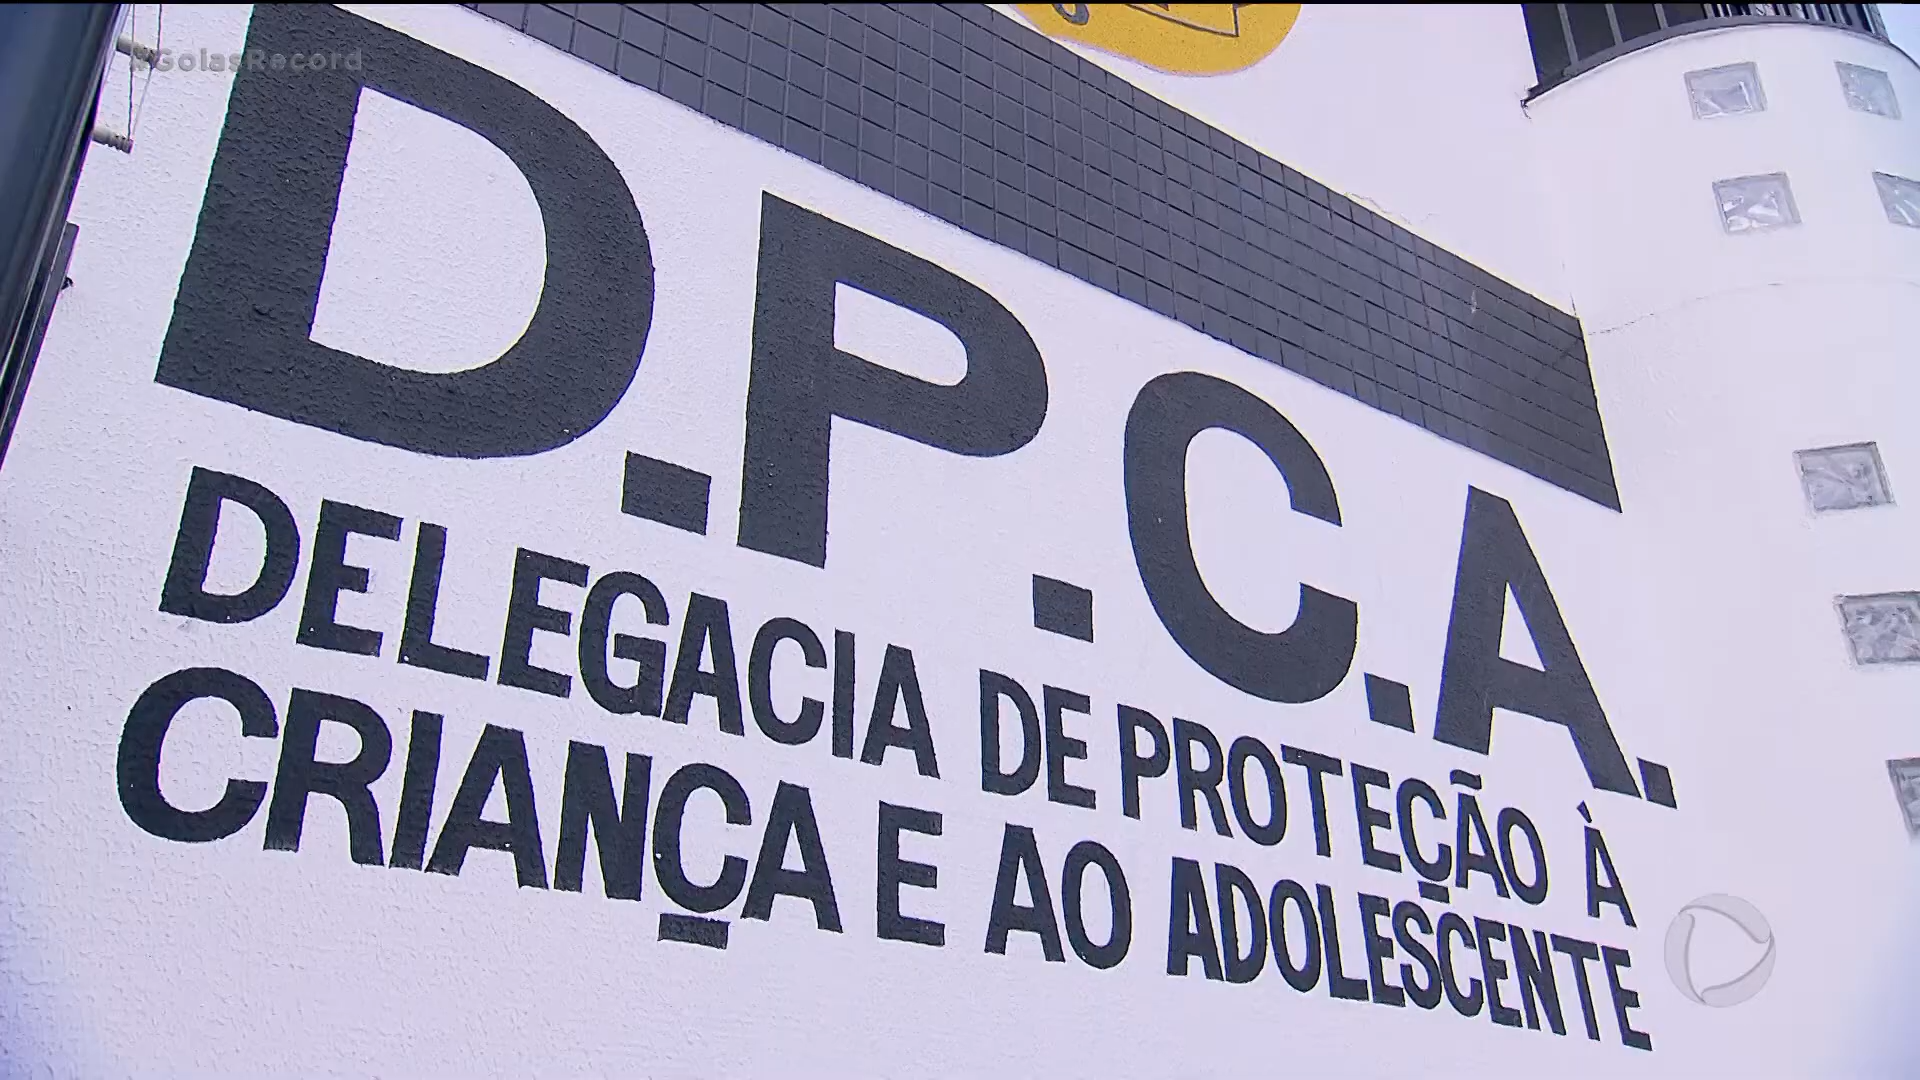 #GoiasRecord
D.P.C.A.
DELEGACIA DE PROTEÇÃO À
CRIANÇA E AO ADOLESCENTE